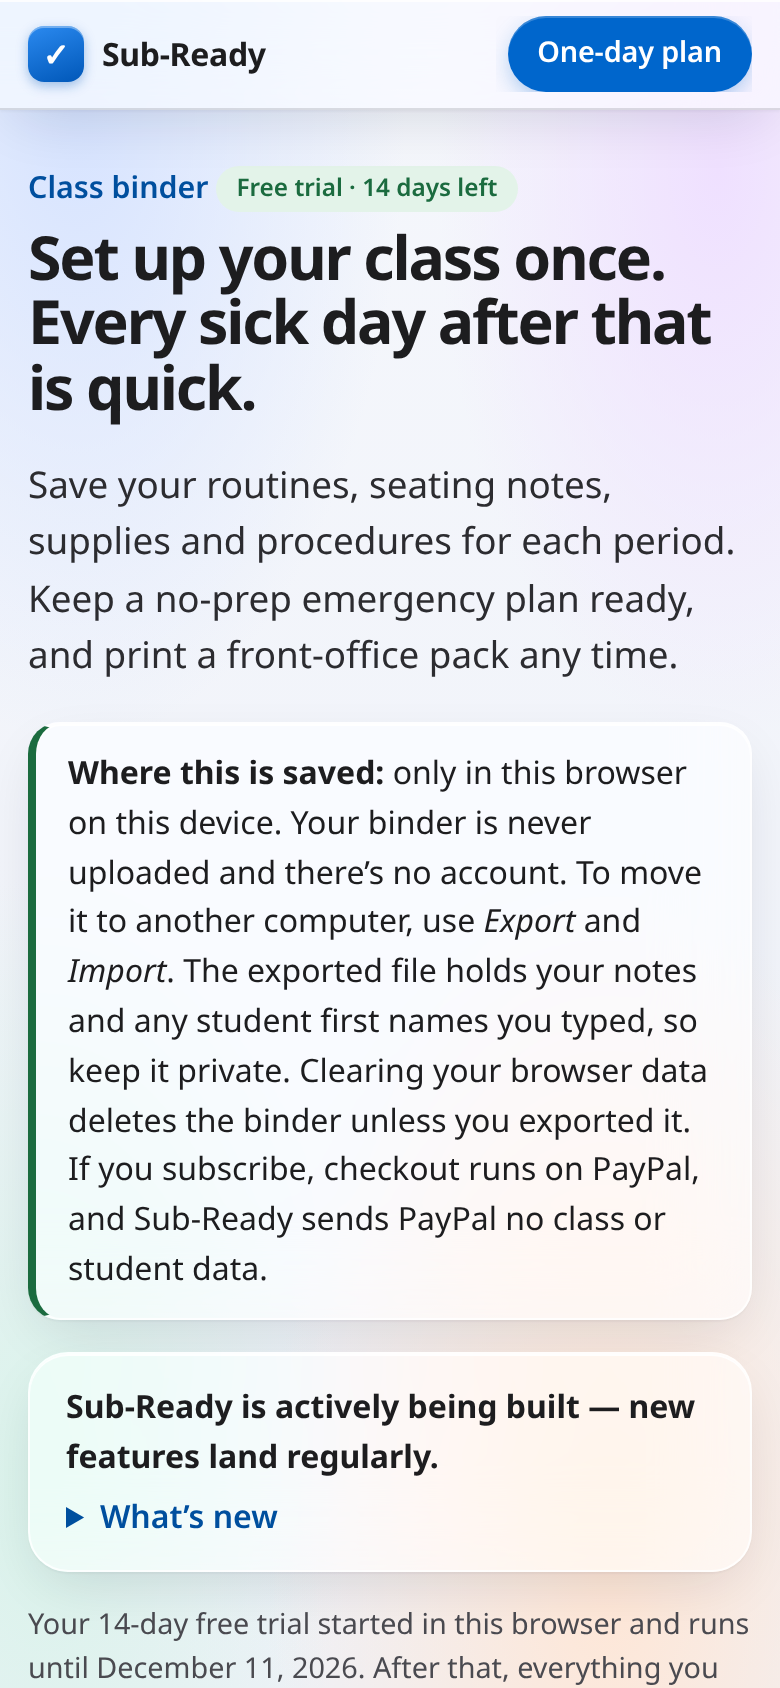 ✓ Sub-Ready
One-day plan
Class binder
Free trial · 14 days left
Set up your class once.
Every sick day after that
is quick.
Save your routines, seating notes,
supplies and procedures for each period.
Keep a no-prep emergency plan ready,
and print a front-office pack any time.
Where this is saved: only in this browser
on this device. Your binder is never
uploaded and there’s no account. To move
it to another computer, use Export and
Import. The exported file holds your notes
and any student first names you typed, so
keep it private. Clearing your browser data
deletes the binder unless you exported it.
If you subscribe, checkout runs on PayPal,
and Sub-Ready sends PayPal no class or
student data.
Sub-Ready is actively being built — new
features land regularly.
▶ What’s new
Your 14-day free trial started in this browser and runs
until December 11, 2026. After that, everything you